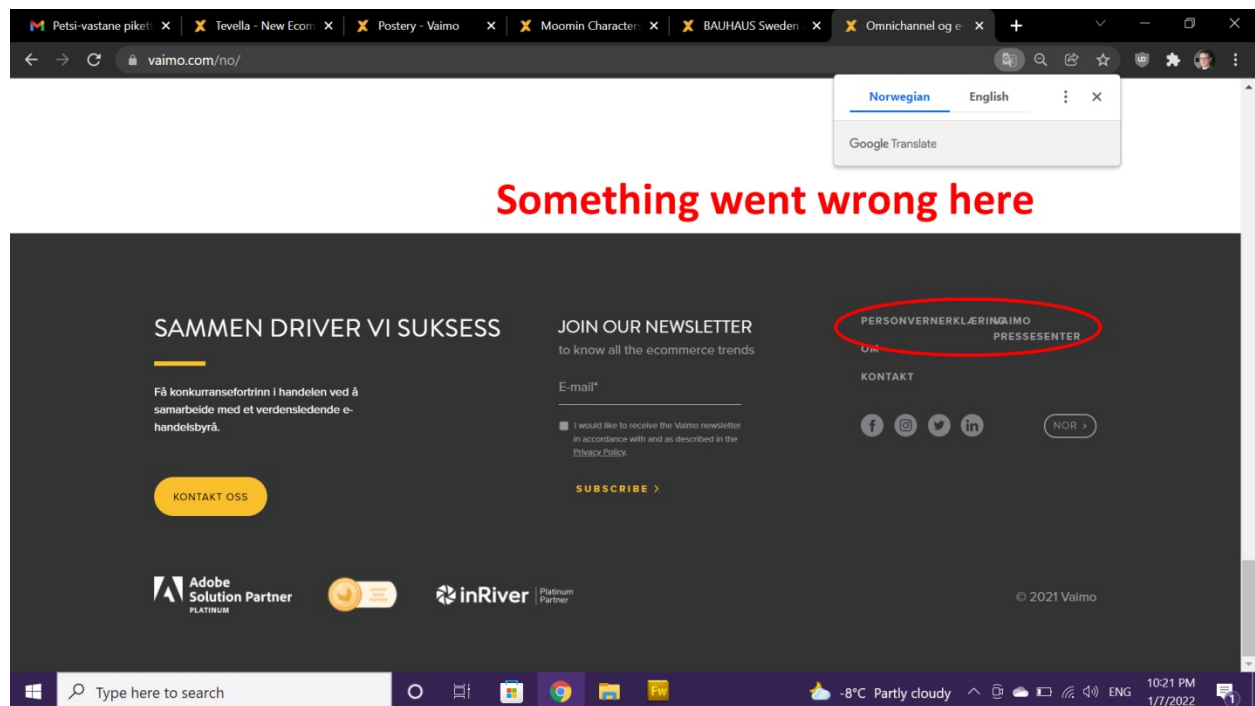 Petsi-vastane piket
Tevella - New Ecom
Postery - Vaimo
Moomin Character
BAUHAUS Sweden
Omnichannel og e-
vaimo.com/no/
Norwegian English
Google Translate
Something went wrong here
SAMMEN DRIVER VI SUKSESS
Få konkurransefortrinn i handelen ved å
samarbeide med et verdensledende e-
handelsbyrå.
KONTAKT OSS
JOIN OUR NEWSLETTER
to know all the ecommerce trends
E-mail*
I would like to receive the Vaimo newsletter
in accordance with and as described in the
Privacy Policy.
SUBSCRIBE >
PERSONVERNERKLÆRING
VAIMO
PRESSESENTER
OM
KONTAKT
NOR >
Adobe
Solution Partner
PLATINUM
inRiver
Platinum
Partner
© 2021 Vaimo
Type here to search
Fw
-8°C Partly cloudy
ENG
10:21 PM
1/7/2022
1